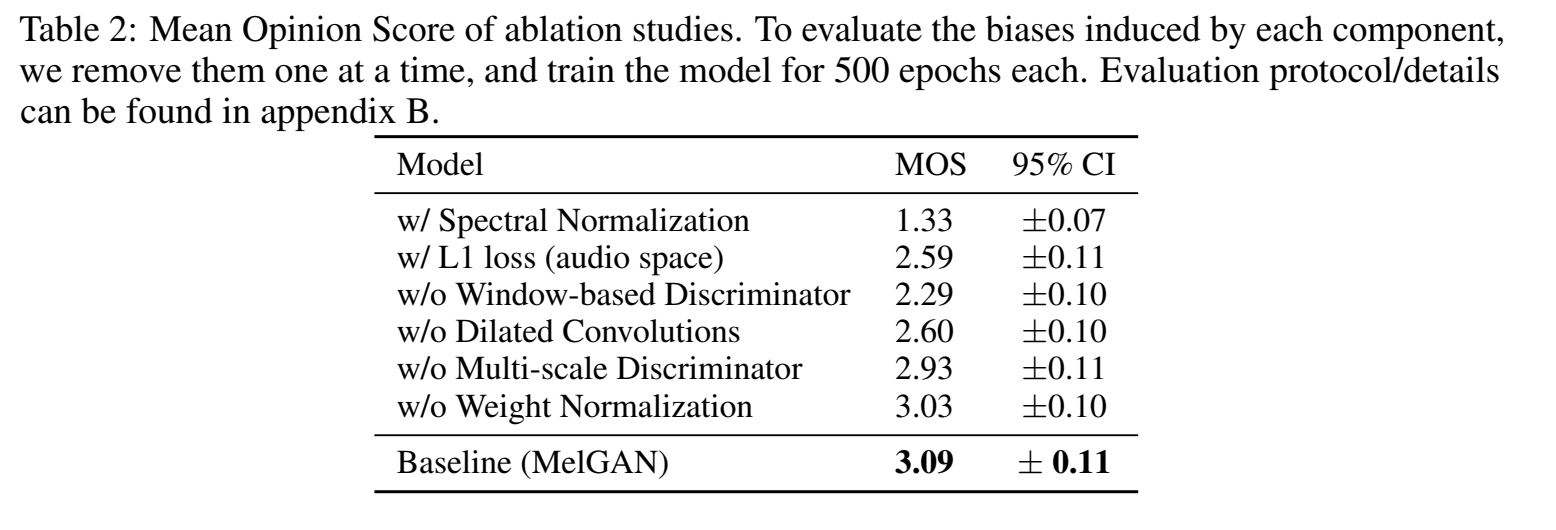 Table 2: Mean Opinion Score of ablation studies. To evaluate the biases induced by each component,
we remove them one at a time, and train the model for 500 epochs each. Evaluation protocol/details
can be found in appendix B.
Model MOS 95% CI
w/ Spectral Normalization 1.33 ±0.07
w/ L1 loss (audio space) 2.59 ±0.11
w/o Window-based Discriminator 2.29 ±0.10
w/o Dilated Convolutions 2.60 ±0.10
w/o Multi-scale Discriminator 2.93 ±0.11
w/o Weight Normalization 3.03 ±0.10
Baseline (MelGAN) 3.09 ± 0.11